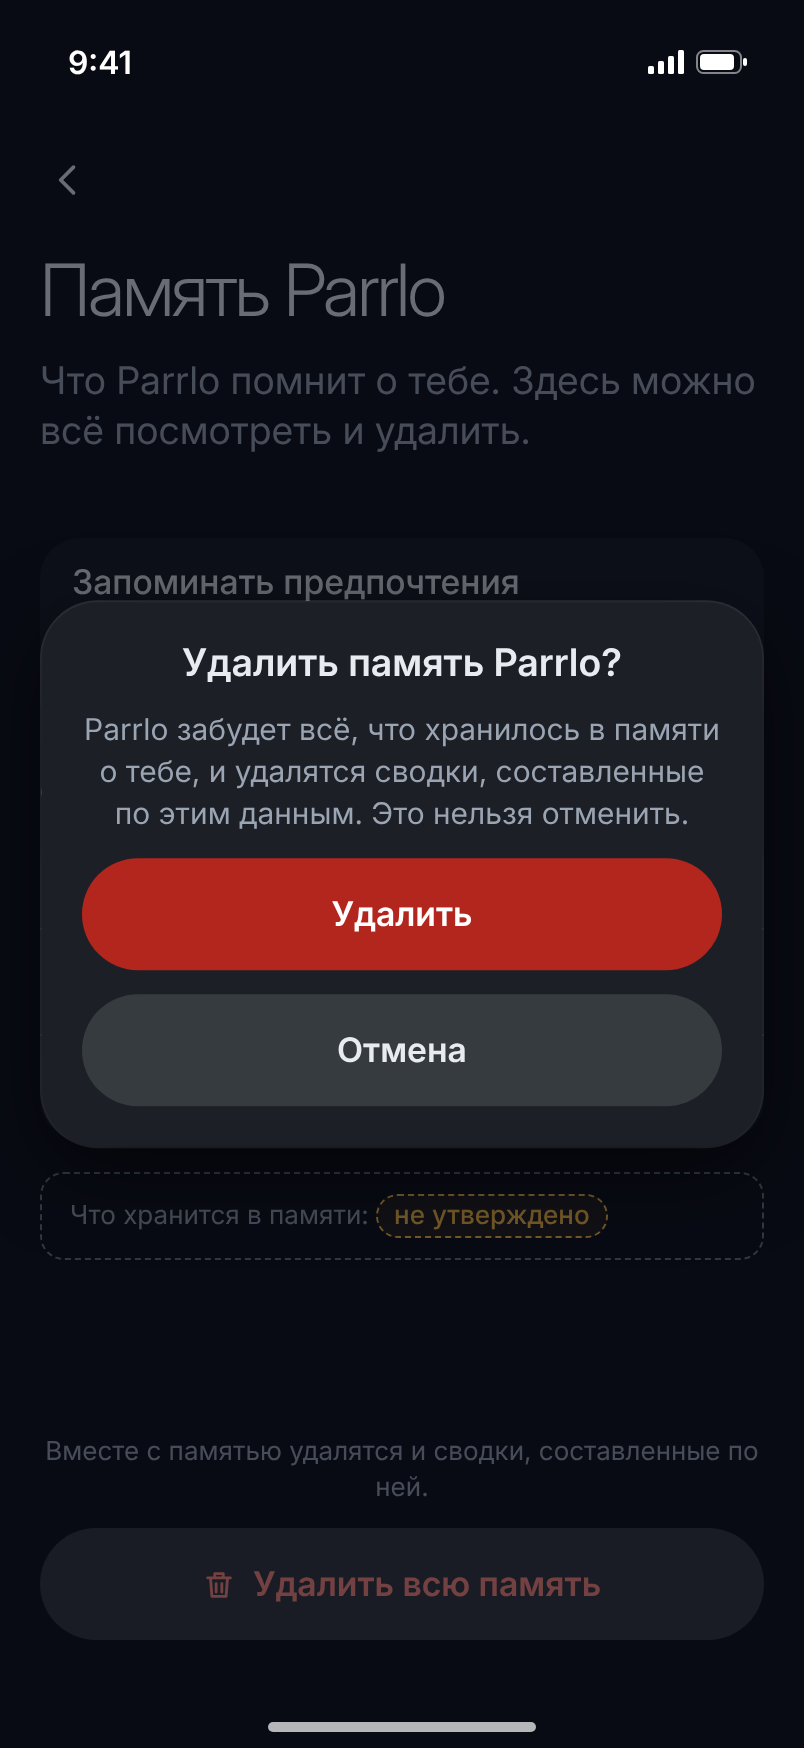 9:41
Память Parrlo
Что Parrlo помнит о тебе. Здесь можно
всё посмотреть и удалить.
Запоминать предпочтения
Удалить память Parrlo?
Parrlo забудет всё, что хранилось в памяти
о тебе, и удалятся сводки, составленные
по этим данным. Это нельзя отменить.
Удалить
Отмена
Что хранится в памяти: не утверждено
Вместе с памятью удалятся и сводки, составленные по
ней.
Удалить всю память